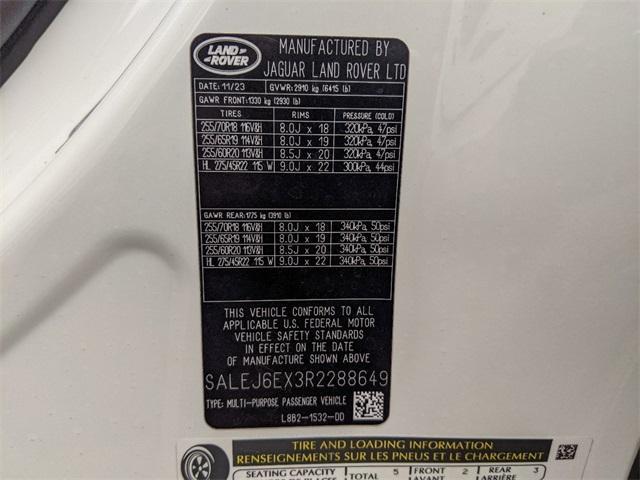 LAND ROVER
MANUFACTURED BY
JAGUAR LAND ROVER LTD
DATE: 11/23 GVWR: 2910 kg (6415 lb)
GAWR FRONT: 1330 kg (2930 lb)
TIRES RIMS PRESSURE (COLD)
255/70R18 116V&H 8.0J x 18 320kPa, 47psi
255/65R19 114V&H 8.0J x 19 320kPa, 47psi
255/60R20 113V&H 8.5J x 20 320kPa, 47psi
HL 275/45R22 115 W 9.0J x 22 300kPa, 44psi
GAWR REAR: 1775 kg (3910 lb)
255/70R18 116V&H 8.0J x 18 340kPa, 50psi
255/65R19 114V&H 8.0J x 19 340kPa, 50psi
255/60R20 113V&H 8.5J x 20 340kPa, 50psi
HL 275/45R22 115 W 9.0J x 22 340kPa, 50psi
THIS VEHICLE CONFORMS TO ALL
APPLICABLE U.S. FEDERAL MOTOR
VEHICLE SAFETY STANDARDS
IN EFFECT ON THE DATE
OF MANUFACTURE SHOWN ABOVE
SALEJ6EX3R2288649
TYPE: MULTI-PURPOSE PASSENGER VEHICLE
L8B2-1532-DD
TIRE AND LOADING INFORMATION
RENSEIGNEMENTS SUR LES PNEUS ET LE CHARGEMENT
SEATING CAPACITY TOTAL 5 FRONT 2 REAR 3